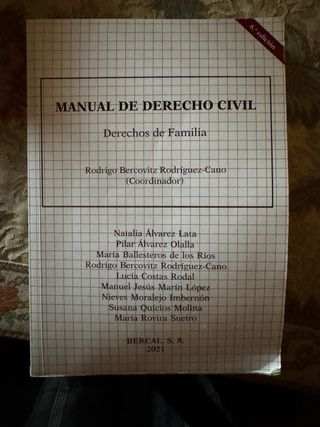 6.ª edición
MANUAL DE DERECHO CIVIL
Derechos de Familia
Rodrigo Bercovitz Rodríguez-Cano
(Coordinador)
Natalia Álvarez Lata
Pilar Álvarez Olalla
María Ballesteros de los Ríos
Rodrigo Bercovitz Rodríguez-Cano
Lucía Costas Rodal
Manuel Jesús Marín López
Nieves Moralejo Imbernón
Susana Quicios Molina
María Rovira Sueiro
BERCAL, S. A.
2021